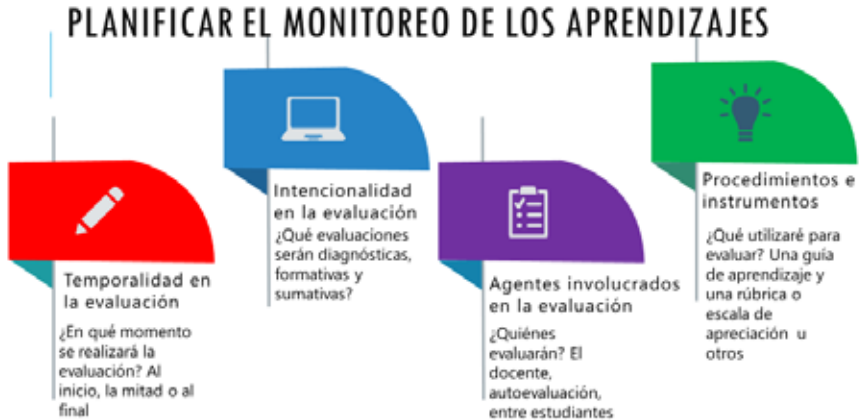 PLANIFICAR EL MONITOREO DE LOS APRENDIZAJES
Temporalidad en
la evaluación
¿En qué momento
se realizará la
evaluación? Al
inicio, la mitad o al
final
Intencionalidad
en la evaluación
¿Qué evaluaciones
serán diagnósticas,
formativas y
sumativas?
Agentes involucrados
en la evaluación
¿Quiénes
evaluarán? El
docente,
autoevaluación,
entre estudiantes
Procedimientos e
instrumentos
¿Qué utilizaré para
evaluar? Una guía
de aprendizaje y
una rúbrica o
escala de
apreciación u
otros